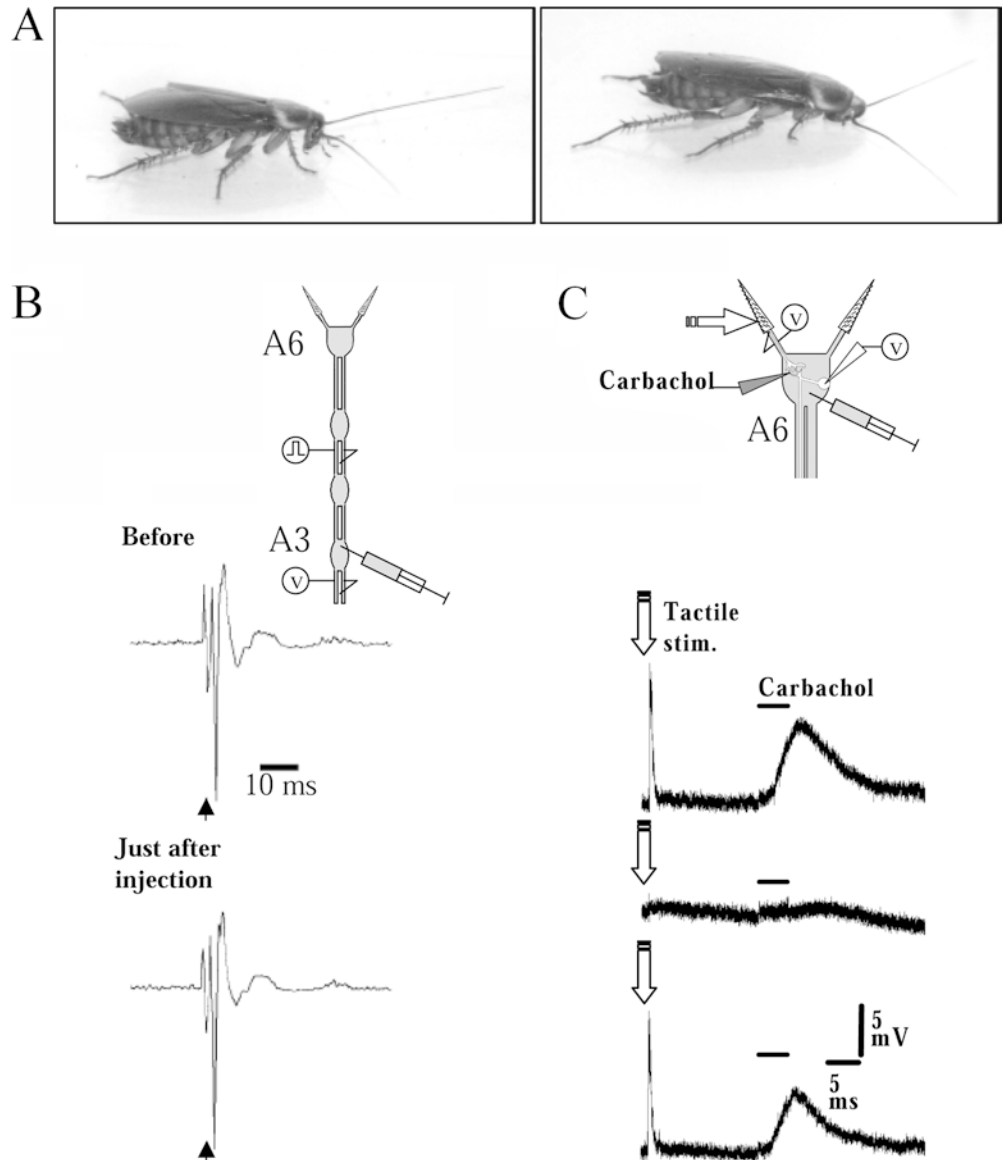 A
B
A6
V
A3
Before
V
10 ms
Just after
injection
C
V
V
Carbachol
A6
Tactile
stim.
Carbachol
5
mV
5
ms